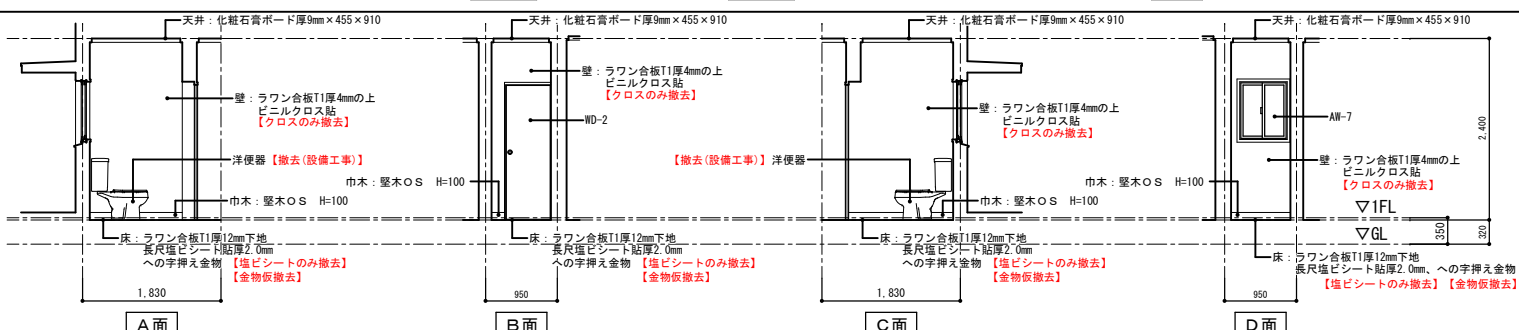 天井：化粧石膏ボード厚9mm×455×910
壁：ラワン合板T1厚4mmの上
ビニルクロス貼
【クロスのみ撤去】
洋便器【撤去(設備工事)】
巾木：堅木OS H=100
床：ラワン合板T1厚12mm下地
長尺塩ビシート貼厚2.0mm
への字押え金物 【塩ビシートのみ撤去】
【金物仮撤去】
1,830
A面
天井：化粧石膏ボード厚9mm×455×910
壁：ラワン合板T1厚4mmの上
ビニルクロス貼
【クロスのみ撤去】
WD-2
巾木：堅木OS H=100
床：ラワン合板T1厚12mm下地
長尺塩ビシート貼厚2.0mm
への字押え金物 【塩ビシートのみ撤去】
【金物仮撤去】
950
B面
天井：化粧石膏ボード厚9mm×455×910
壁：ラワン合板T1厚4mmの上
ビニルクロス貼
【クロスのみ撤去】
【撤去(設備工事)】洋便器
巾木：堅木OS H=100
床：ラワン合板T1厚12mm下地
長尺塩ビシート貼厚2.0mm
への字押え金物 【塩ビシートのみ撤去】
【金物仮撤去】
1,830
C面
天井：化粧石膏ボード厚9mm×455×910
AW-7
壁：ラワン合板T1厚4mmの上
ビニルクロス貼
【クロスのみ撤去】
巾木：堅木OS H=100
▽1FL
▽GL
2,400
350
320
床：ラワン合板T1厚12mm下地
長尺塩ビシート貼厚2.0mm、への字押え金物
【塩ビシートのみ撤去】【金物仮撤去】
950
D面